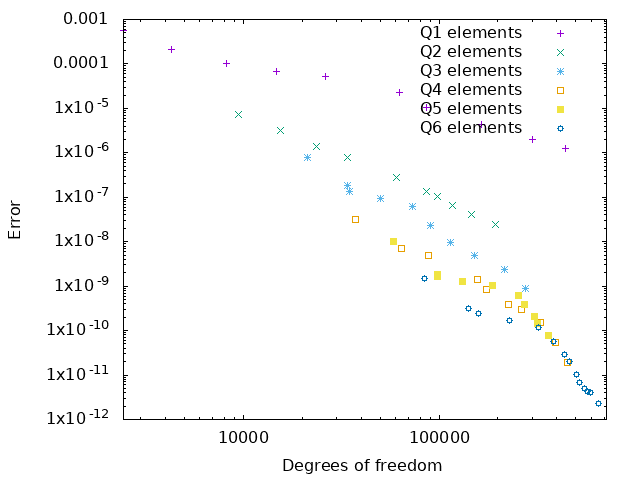 0.001
0.0001
1x10-5
1x10-6
1x10-7
1x10-8
1x10-9
1x10-10
1x10-11
1x10-12
Error
Q1 elements
Q2 elements
Q3 elements
Q4 elements
Q5 elements
Q6 elements
10000 100000
Degrees of freedom